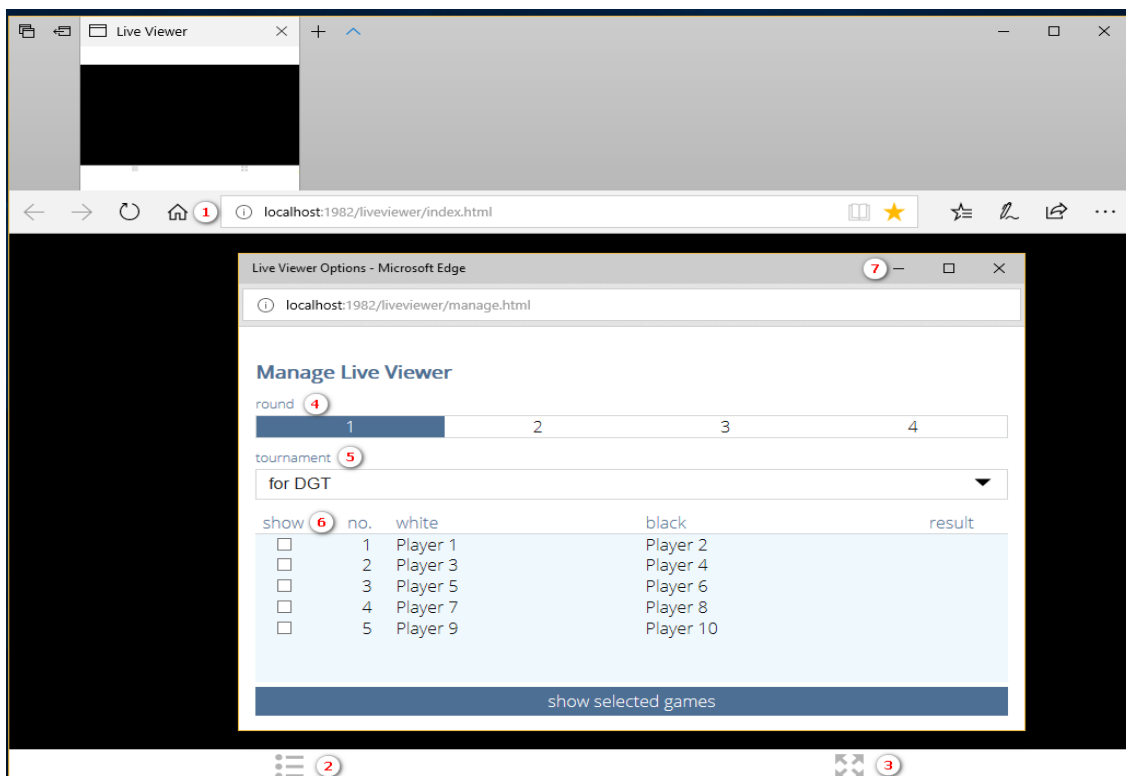 Live Viewer
1 localhost:1982/liveviewer/index.html
Live Viewer Options - Microsoft Edge 7
localhost:1982/liveviewer/manage.html
Manage Live Viewer
round 4
1 2 3 4
tournament 5
for DGT
show 6 no. white black result
1 Player 1 Player 2
2 Player 3 Player 4
3 Player 5 Player 6
4 Player 7 Player 8
5 Player 9 Player 10
show selected games
2 3